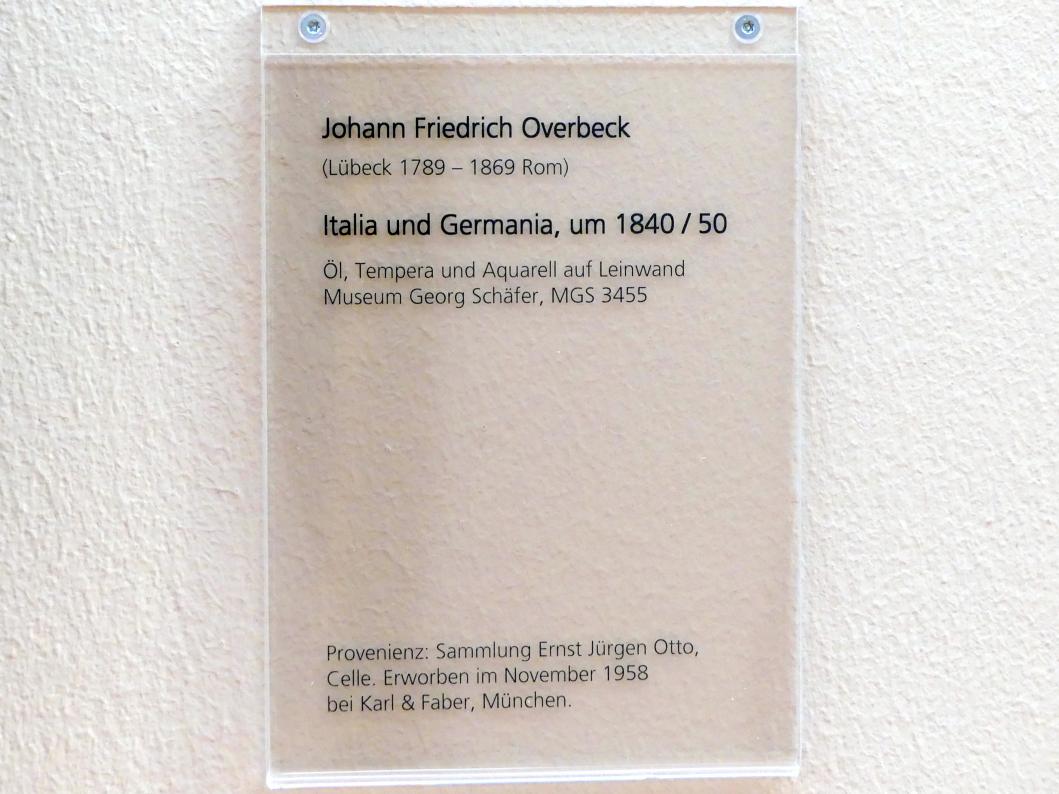 Johann Friedrich Overbeck
(Lübeck 1789 – 1869 Rom)
Italia und Germania, um 1840 / 50
Öl, Tempera und Aquarell auf Leinwand
Museum Georg Schäfer, MGS 3455
Provenienz: Sammlung Ernst Jürgen Otto,
Celle. Erworben im November 1958
bei Karl & Faber, München.